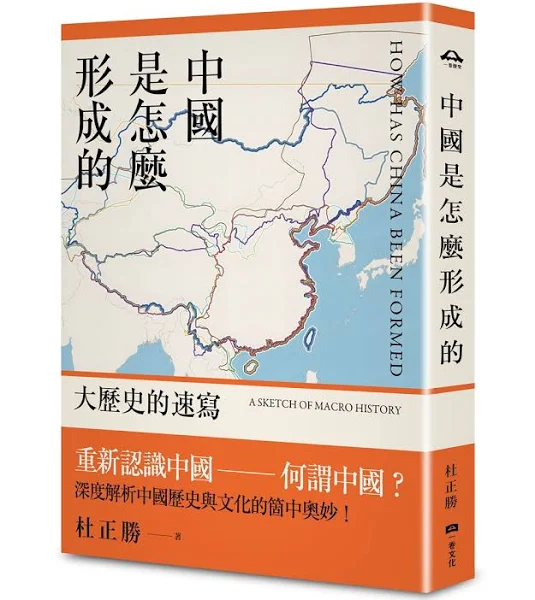 中國
是怎麼
形成的
HOW HAS CHINA BEEN FORMED
大歷史的速寫
A SKETCH OF MACRO HISTORY
重新認識中國——何謂中國？
深度解析中國歷史與文化的箇中奧妙！
杜正勝——著
中國是怎麼形成的
杜正勝
一卷文化